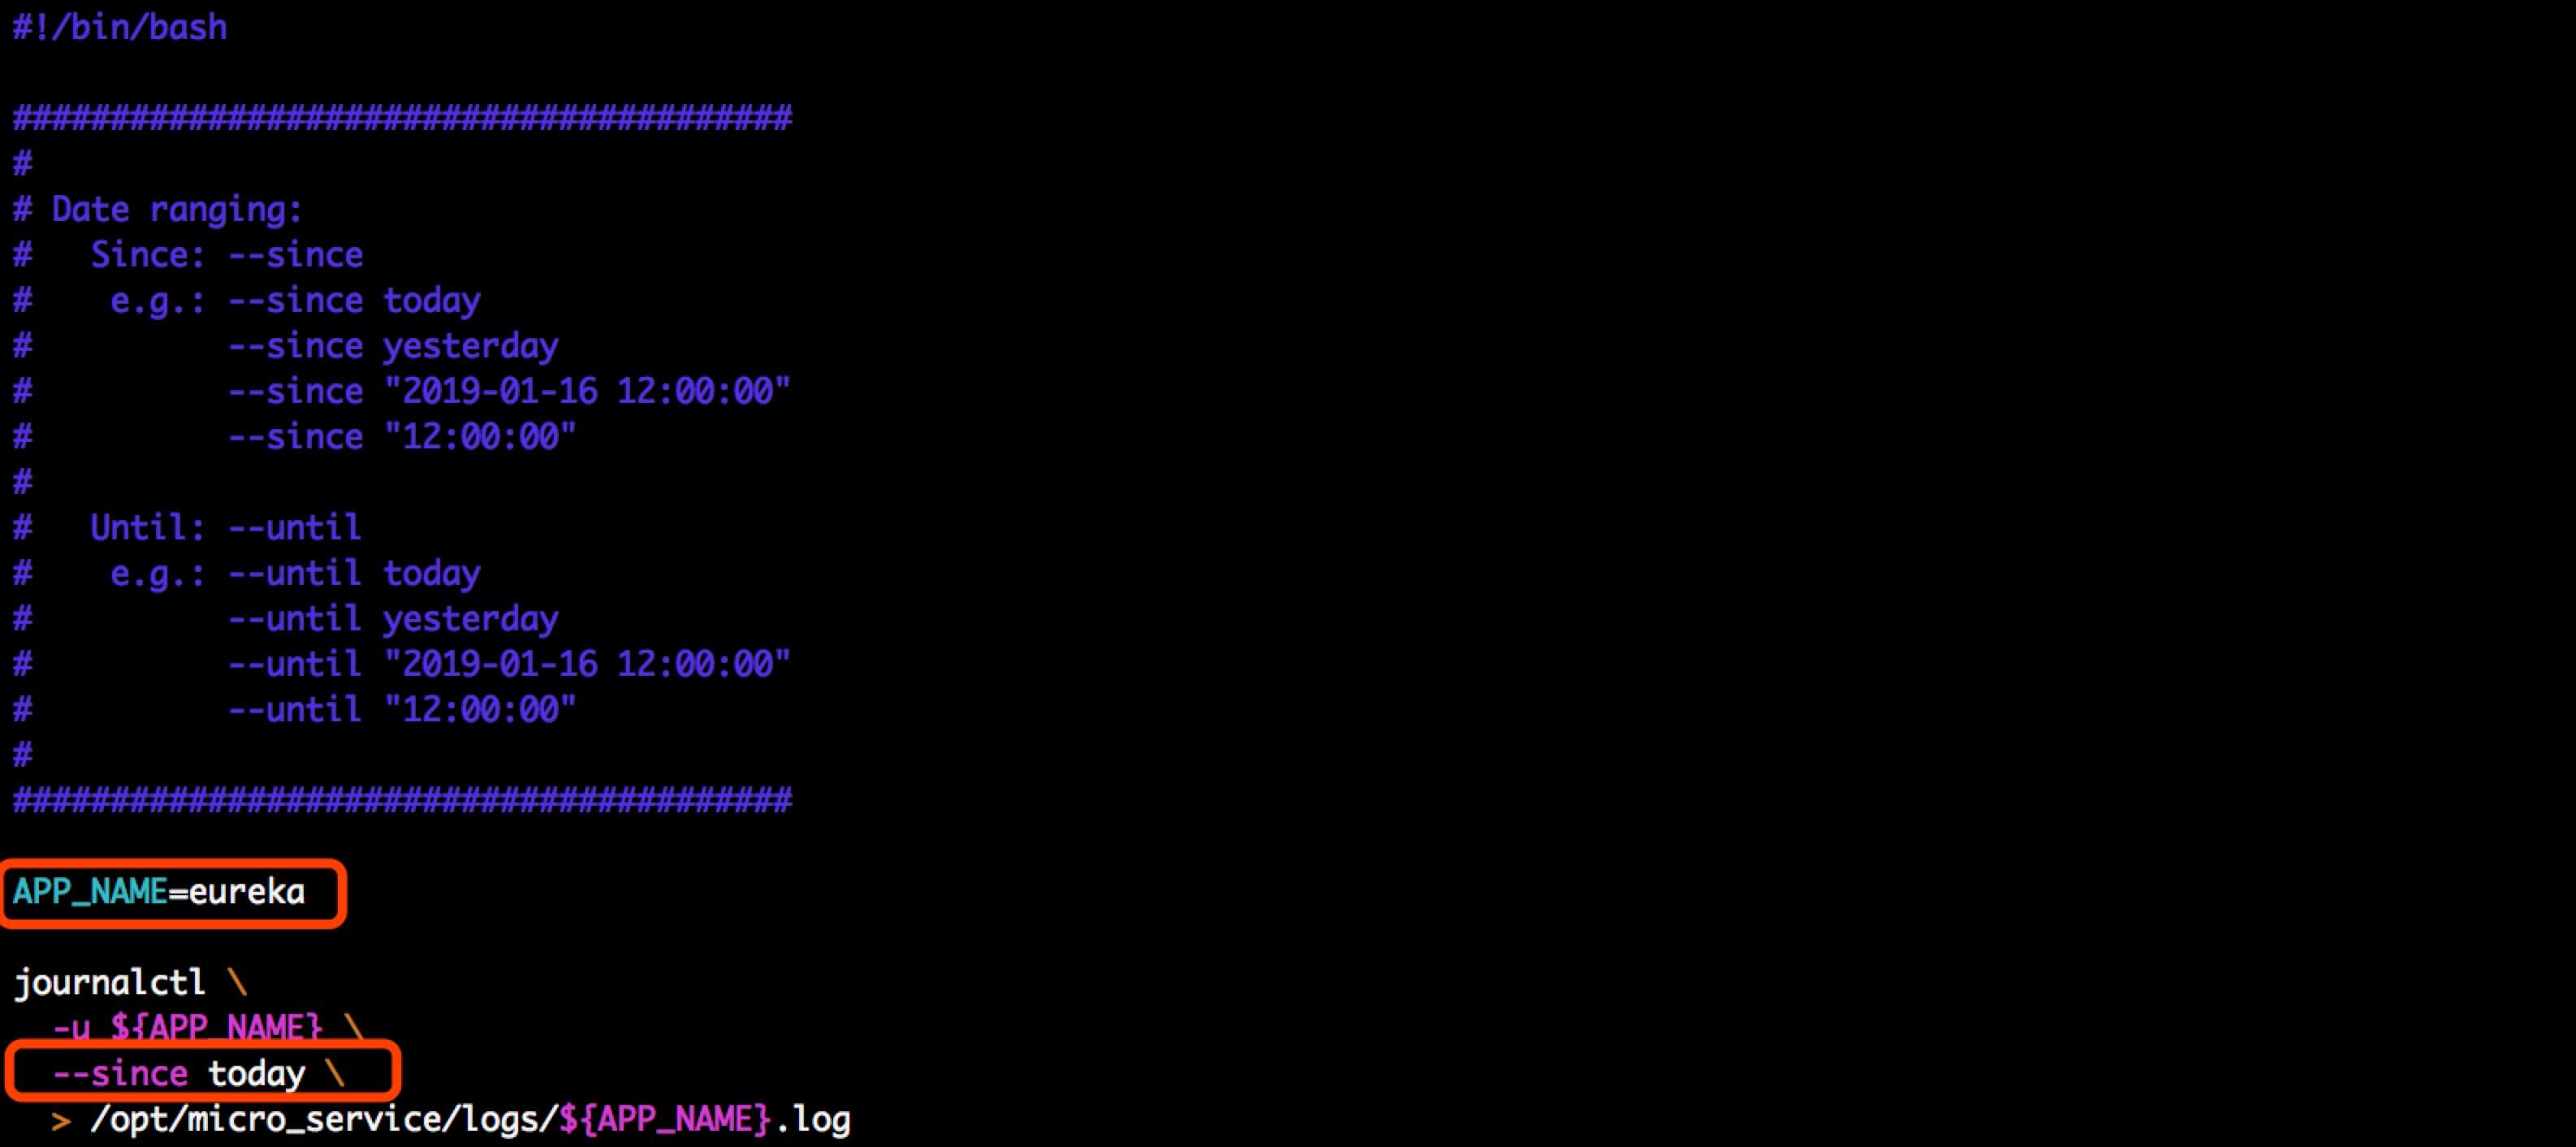 #!/bin/bash
########################################
#
# Date ranging:
#   Since: --since
#    e.g.: --since today
#          --since yesterday
#          --since "2019-01-16 12:00:00"
#          --since "12:00:00"
#
#   Until: --until
#    e.g.: --until today
#          --until yesterday
#          --until "2019-01-16 12:00:00"
#          --until "12:00:00"
#
########################################
APP_NAME=eureka
journalctl \
  -u ${APP_NAME} \
  --since today \
  > /opt/micro_service/logs/${APP_NAME}.log